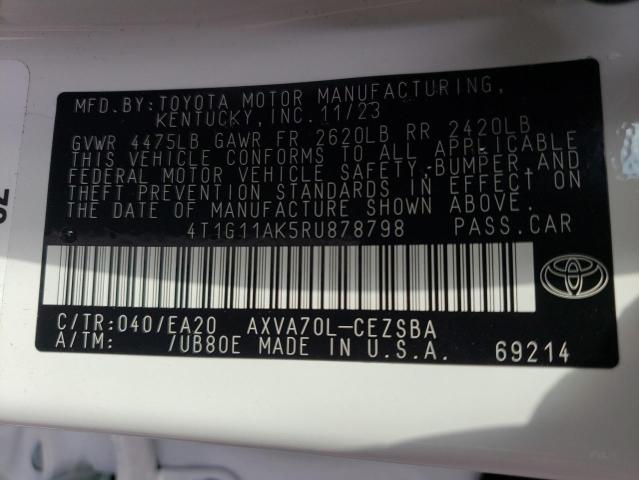 MFD. BY: TOYOTA MOTOR MANUFACTURING,
KENTUCKY, INC. 11/23
GVWR 4475LB GAWR FR 2620LB RR 2420LB
THIS VEHICLE CONFORMS TO ALL APPLICABLE
FEDERAL MOTOR VEHICLE SAFETY, BUMPER, AND
THEFT PREVENTION STANDARDS IN EFFECT ON
THE DATE OF MANUFACTURE SHOWN ABOVE.
4T1G11AK5RU878798 PASS.CAR
C/TR:040/EA20 AXVA70L-CEZSBA
A/TM: /UB80E MADE IN U.S.A. 69214